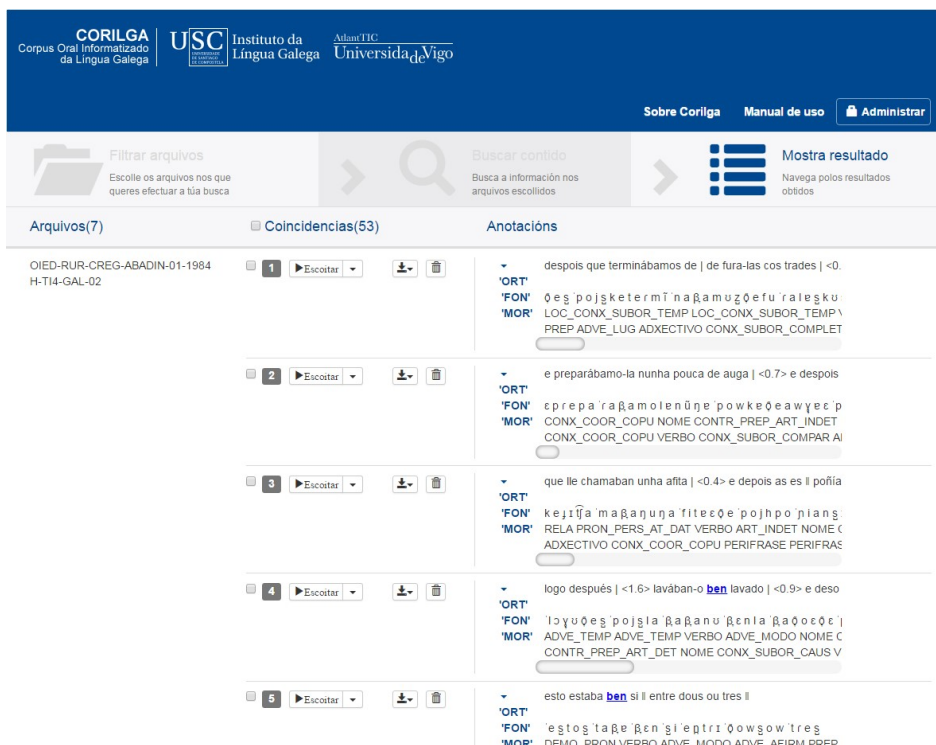 CORILGA
Corpus Oral Informatizado
da Lingua Galega
USC
UNIVERSIDADE
DE SANTIAGO
DE COMPOSTELA
Instituto da
Lingua Galega
AtlantTIC
UniversidadeVigo
Sobre Corilga Manual de uso Administrar
Filtrar arquivos
Escolle os arquivos nos que
queres efectuar a túa busca
Buscar contido
Busca a información nos
arquivos escollidos
Mostra resultado
Navega polos resultados
obtidos
Arquivos(7) Coincidencias(53) Anotacións
OIED-RUR-CREG-ABADIN-01-1984
H-TI4-GAL-02
1 Escoitar
'ORT' despois que terminábamos de | de fura-las cos trades | <0.
'FON'
'MOR' LOC_CONX_SUBOR_TEMP LOC_CONX_SUBOR_TEMP
PREP ADVE_LUG ADXECTIVO CONX_SUBOR_COMPLET
2 Escoitar
'ORT' e preparábamo-la nunha pouca de auga | <0.7> e despois
'FON'
'MOR' CONX_COOR_COPU NOME CONTR_PREP_ART_INDET
CONX_COOR_COPU VERBO CONX_SUBOR_COMPAR
3 Escoitar
'ORT' que lle chamaban unha afita | <0.4> e depois as es ǁ poñía
'FON'
'MOR' RELA PRON_PERS_AT_DAT VERBO ART_INDET NOME
ADXECTIVO CONX_COOR_COPU PERIFRASE PERIFRAS
4 Escoitar
'ORT' logo después | <1.6> lavában-o ben lavado | <0.9> e deso
'FON'
'MOR' ADVE_TEMP ADVE_TEMP VERBO ADVE_MODO NOME
CONTR_PREP_ART_DET NOME CONX_SUBOR_CAUS
5 Escoitar
'ORT' esto estaba ben si ǁ entre dous ou tres ǁ
'FON'
'MOR' DEMO_PRON VERBO ADVE_MODO ADVE_AFIRM PREP